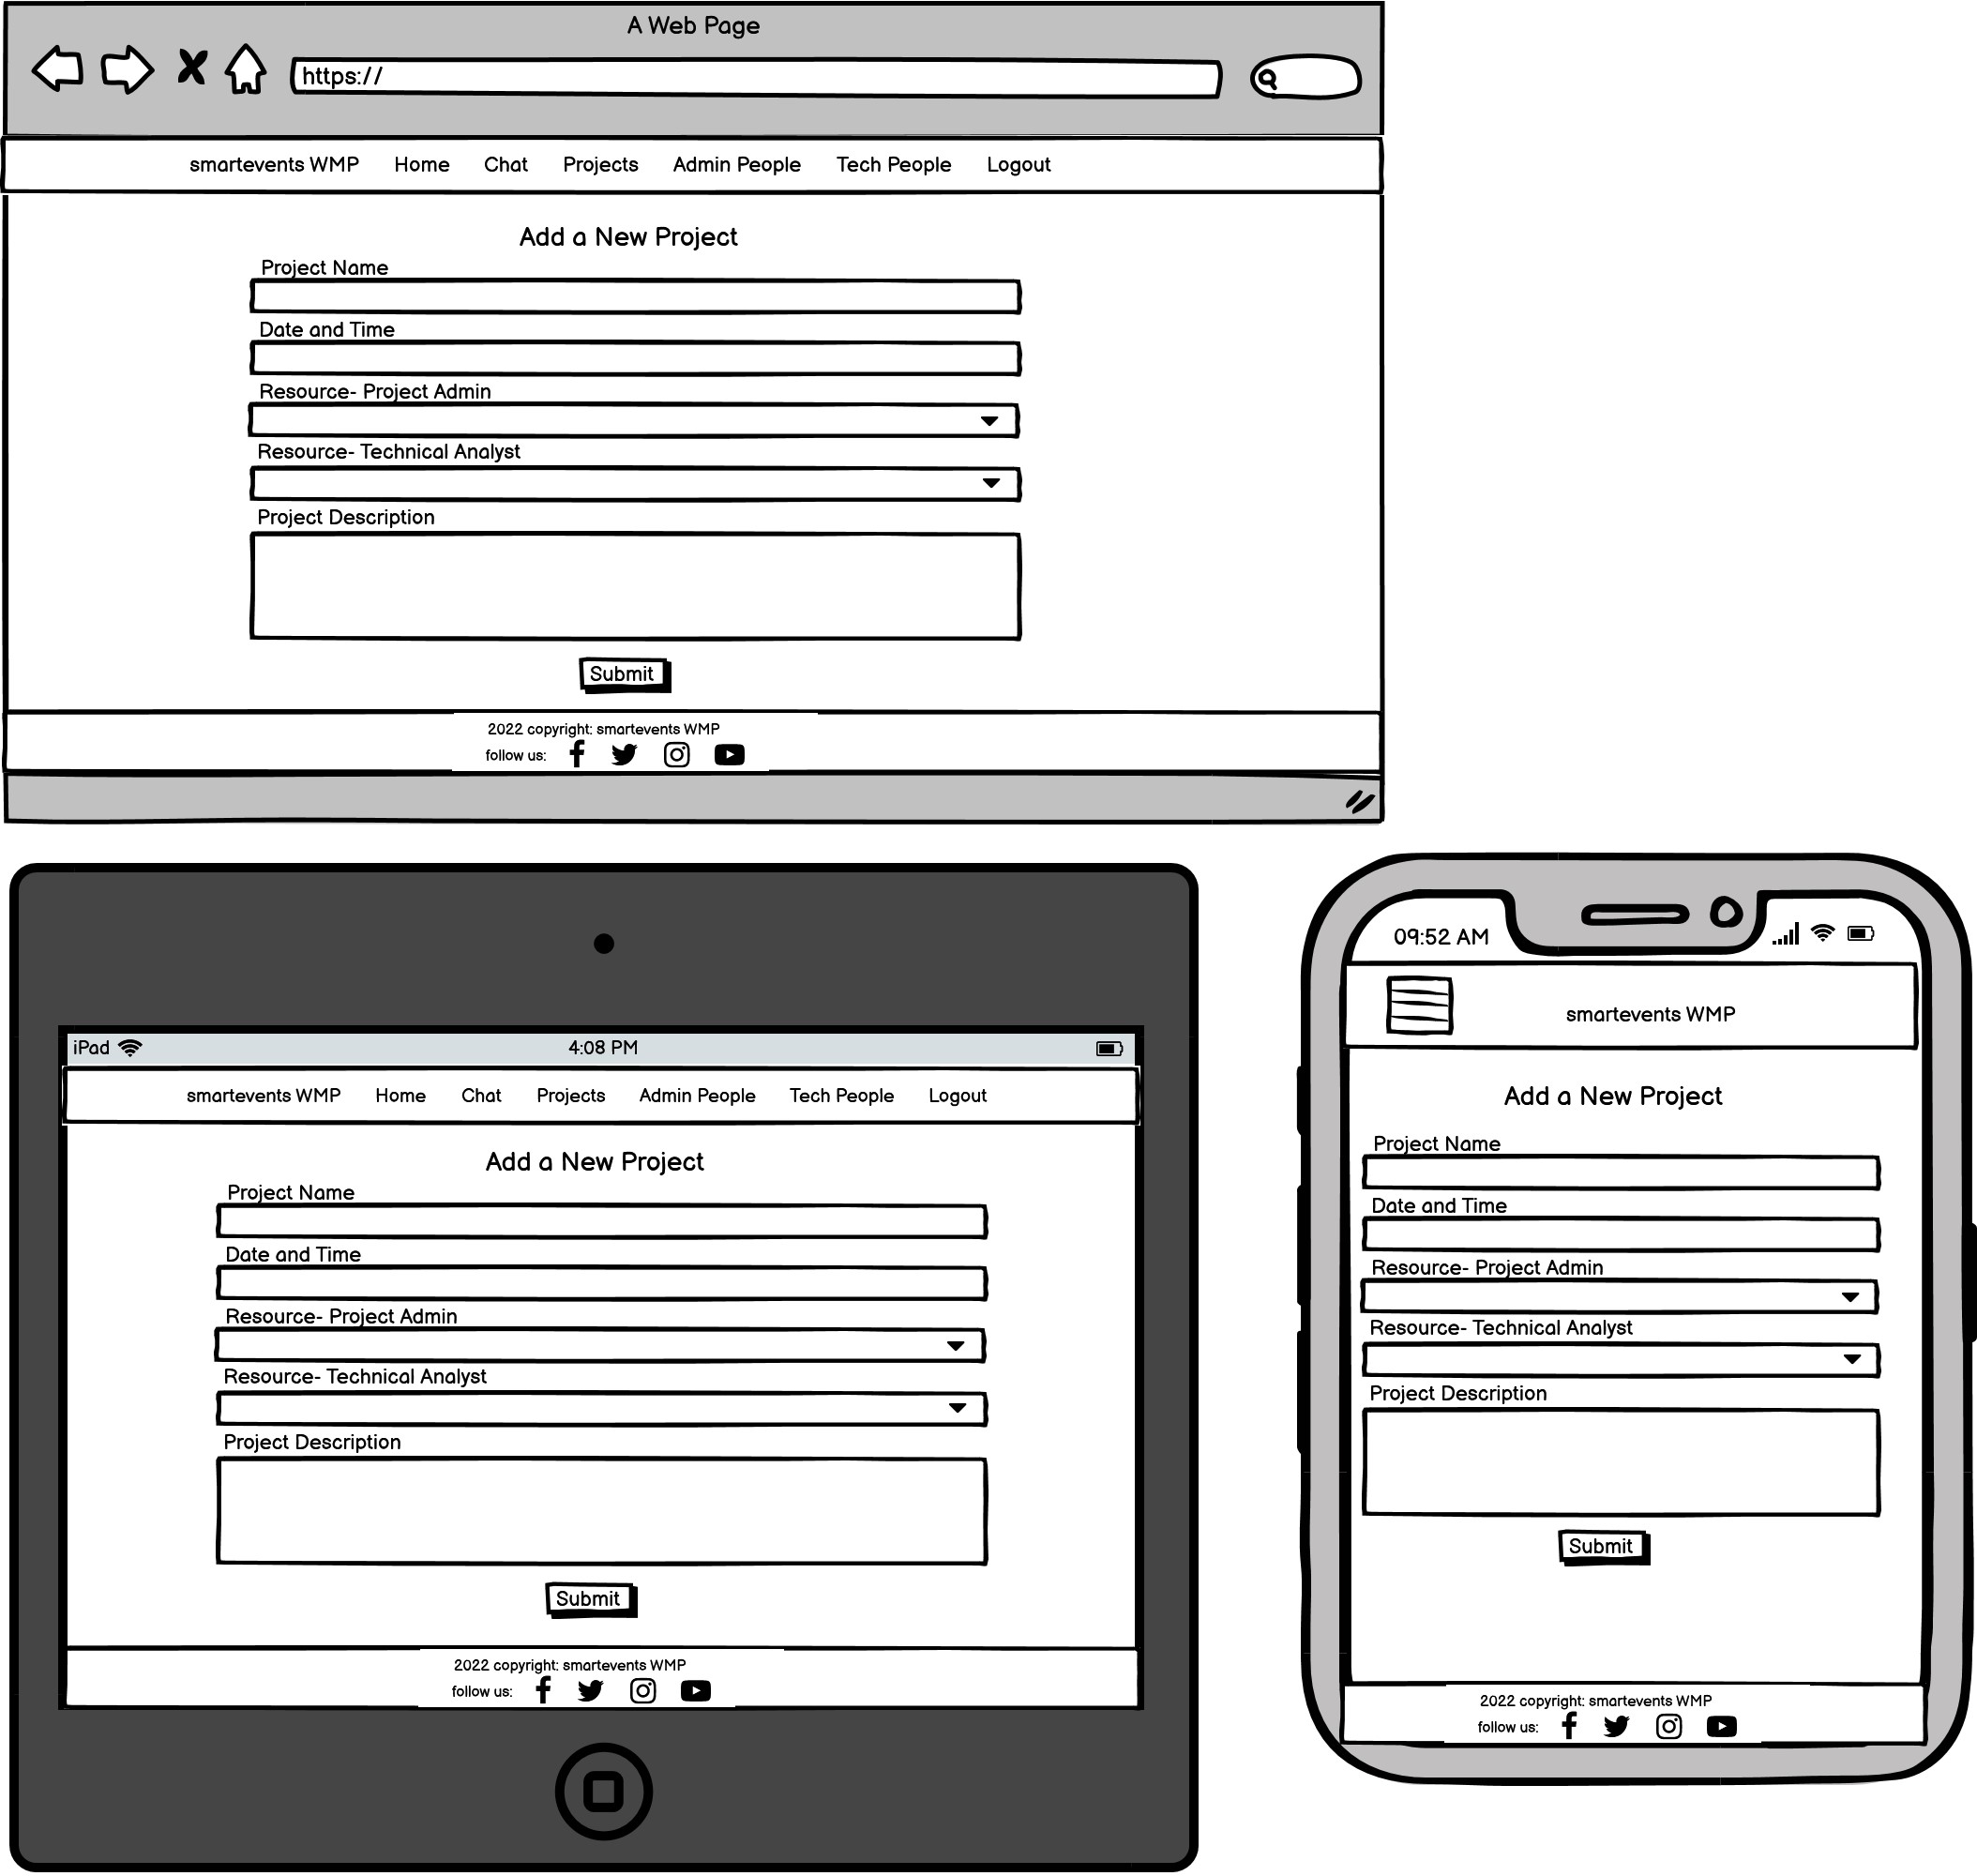 A Web Page
https://
smartevents WMP Home Chat Projects Admin People Tech People Logout
Add a New Project
Project Name
Date and Time
Resource- Project Admin
Resource- Technical Analyst
Project Description
Submit
2022 copyright: smartevents WMP
follow us:
iPad 4:08 PM
smartevents WMP Home Chat Projects Admin People Tech People Logout
Add a New Project
Project Name
Date and Time
Resource- Project Admin
Resource- Technical Analyst
Project Description
Submit
2022 copyright: smartevents WMP
follow us:
09:52 AM
smartevents WMP
Add a New Project
Project Name
Date and Time
Resource- Project Admin
Resource- Technical Analyst
Project Description
Submit
2022 copyright: smartevents WMP
follow us: